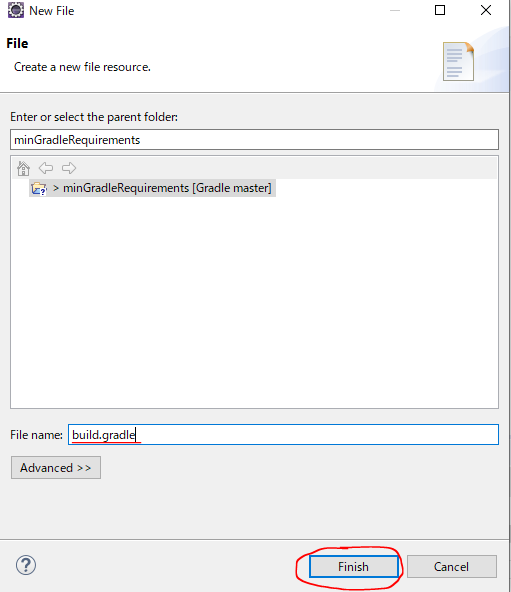 New File
File
Create a new file resource.
Enter or select the parent folder:
minGradleRequirements
> minGradleRequirements [Gradle master]
File name: build.gradle
Advanced >>
Finish Cancel